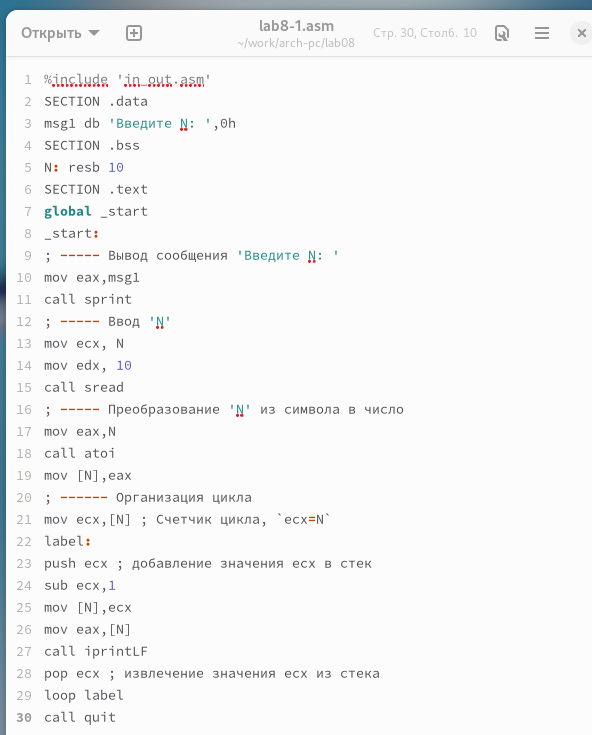 Открыть
lab8-1.asm
~/work/arch-pc/lab08
Стр. 30, Столб. 10
1 %include 'in_out.asm'
2 SECTION .data
3 msg1 db 'Введите N: ',0h
4 SECTION .bss
5 N: resb 10
6 SECTION .text
7 global _start
8 _start:
9 ; ----- Вывод сообщения 'Введите N: '
10 mov eax,msg1
11 call sprint
12 ; ----- Ввод 'N'
13 mov ecx, N
14 mov edx, 10
15 call sread
16 ; ----- Преобразование 'N' из символа в число
17 mov eax,N
18 call atoi
19 mov [N],eax
20 ; ------ Организация цикла
21 mov ecx,[N] ; Счетчик цикла, `ecx=N`
22 label:
23 push ecx ; добавление значения ecx в стек
24 sub ecx,1
25 mov [N],ecx
26 mov eax,[N]
27 call iprintLF
28 pop ecx ; извлечение значения ecx из стека
29 loop label
30 call quit